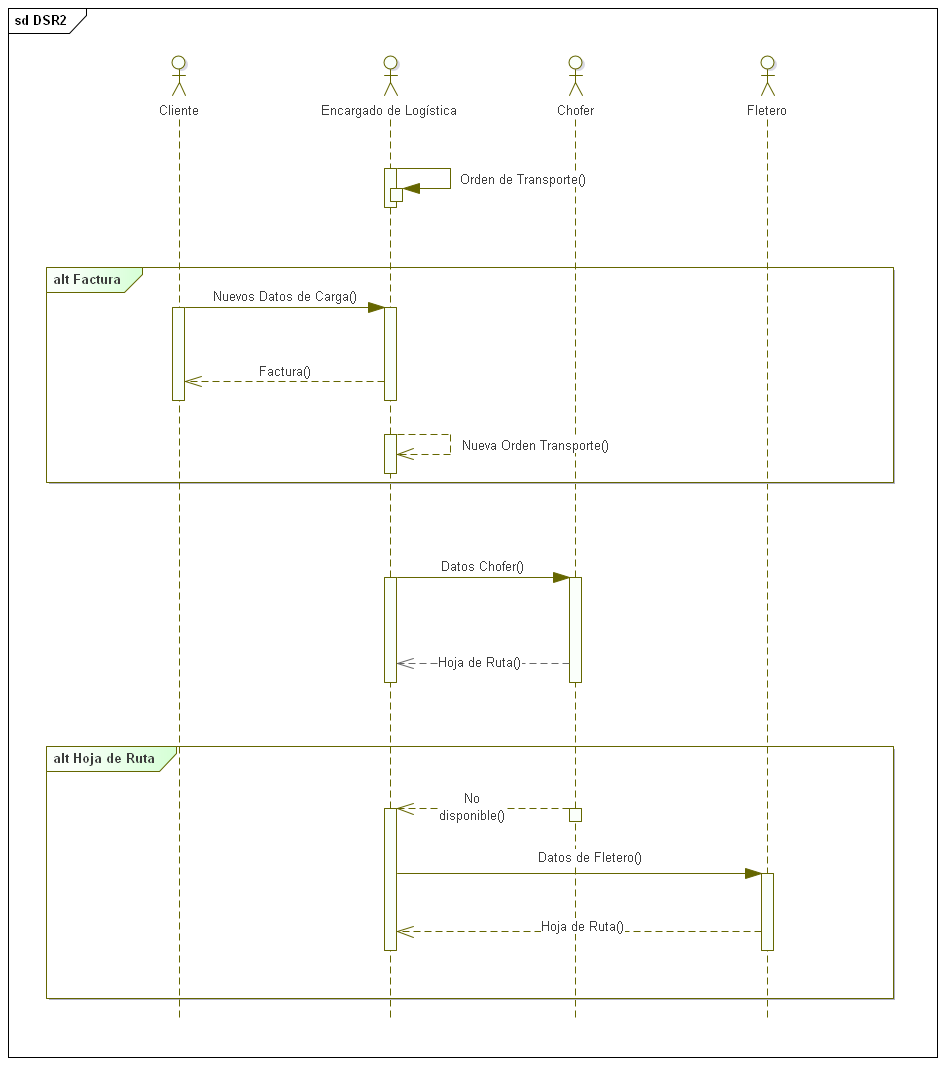 sd DSR2
Cliente
Encargado de Logística
Chofer
Fletero
Orden de Transporte()
alt Factura
Nuevos Datos de Carga()
Factura()
Nueva Orden Transporte()
Datos Chofer()
Hoja de Ruta()
alt Hoja de Ruta
No
disponible()
Datos de Fletero()
Hoja de Ruta()